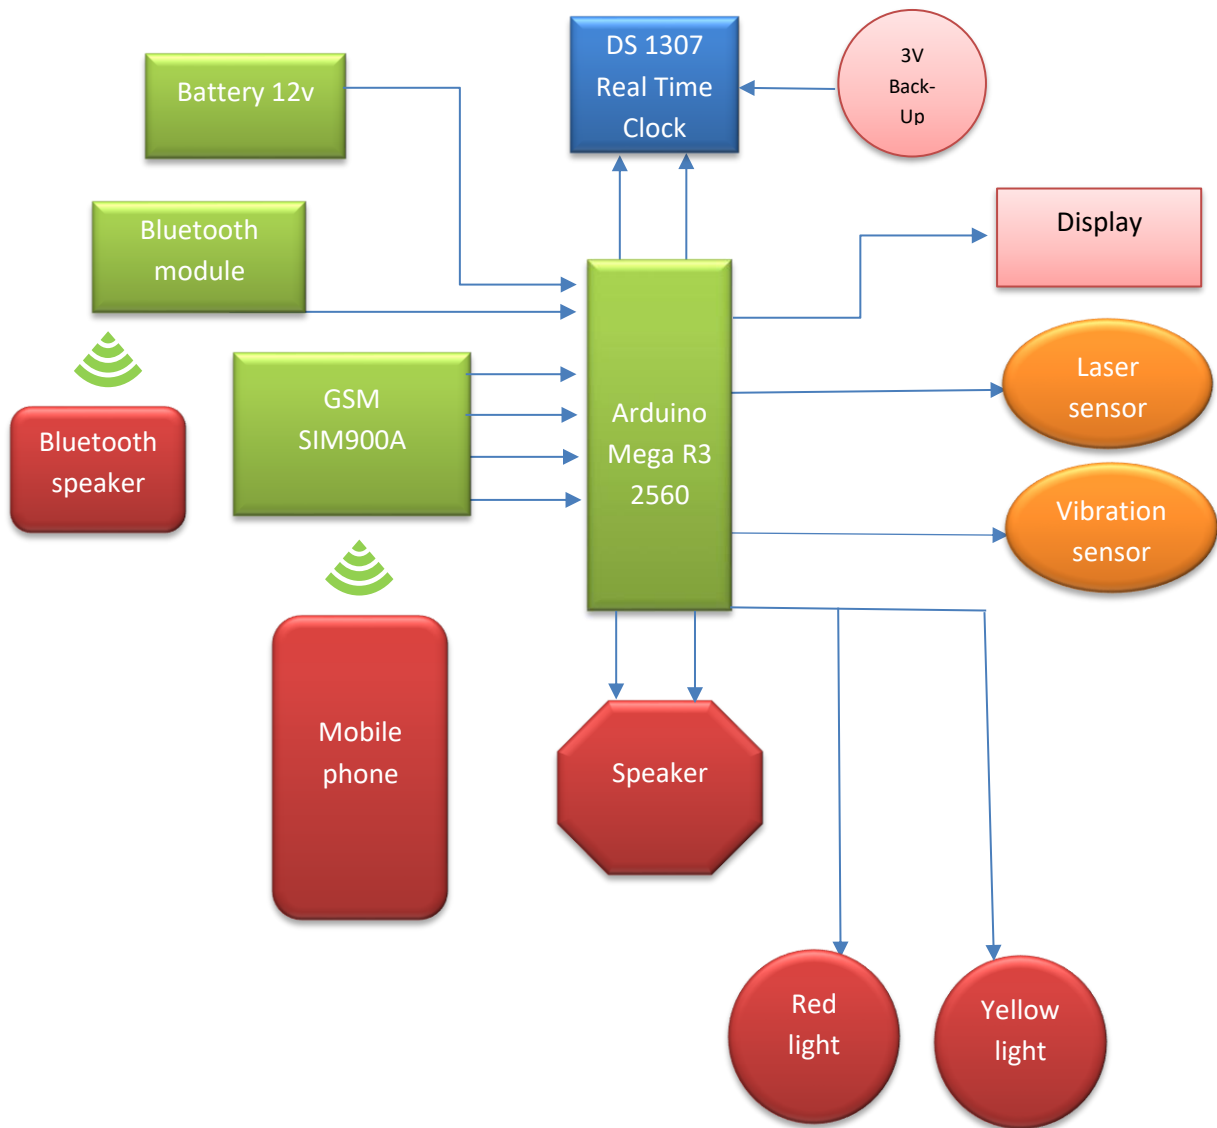 Battery 12v
DS 1307
Real Time
Clock
3V
Back-
Up
Bluetooth
module
Display
GSM
SIM900A
Arduino
Mega R3
2560
Laser
sensor
Bluetooth
speaker
Vibration
sensor
Mobile
phone
Speaker
Red
light
Yellow
light